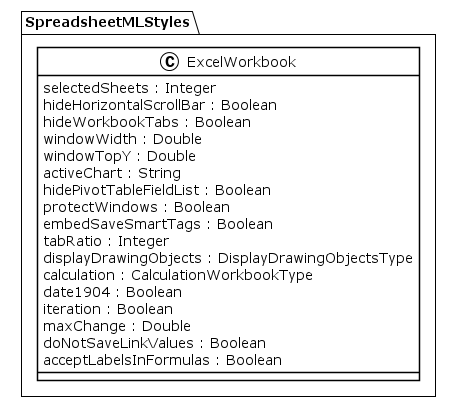 SpreadsheetMLStyles
C ExcelWorkbook
selectedSheets : Integer
hideHorizontalScrollBar : Boolean
hideWorkbookTabs : Boolean
windowWidth : Double
windowTopY : Double
activeChart : String
hidePivotTableFieldList : Boolean
protectWindows : Boolean
embedSaveSmartTags : Boolean
tabRatio : Integer
displayDrawingObjects : DisplayDrawingObjectsType
calculation : CalculationWorkbookType
date1904 : Boolean
iteration : Boolean
maxChange : Double
doNotSaveLinkValues : Boolean
acceptLabelsInFormulas : Boolean